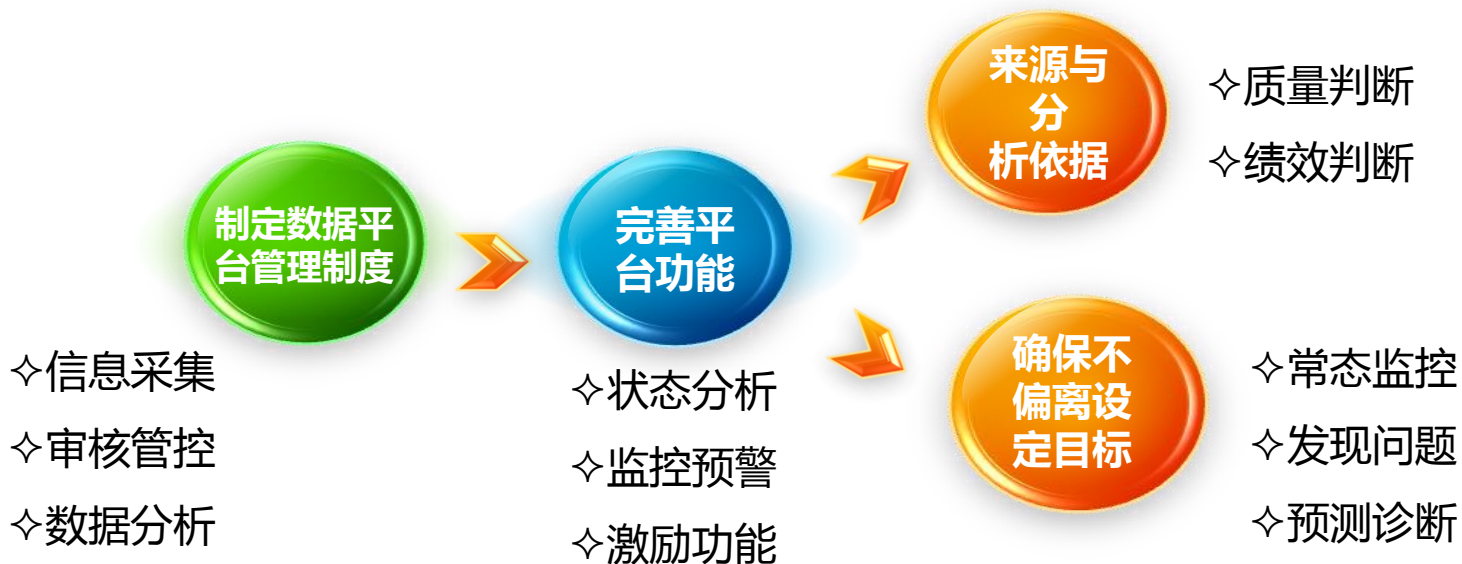 制定数据平
台管理制度
✧信息采集
✧审核管控
✧数据分析
完善平
台功能
✧状态分析
✧监控预警
✧激励功能
来源与
分
析依据
✧质量判断
✧绩效判断
确保不
偏离设
定目标
✧常态监控
✧发现问题
✧预测诊断